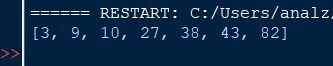 ====== RESTART: C:/Users/analz
[3, 9, 10, 27, 38, 43, 82]
>>